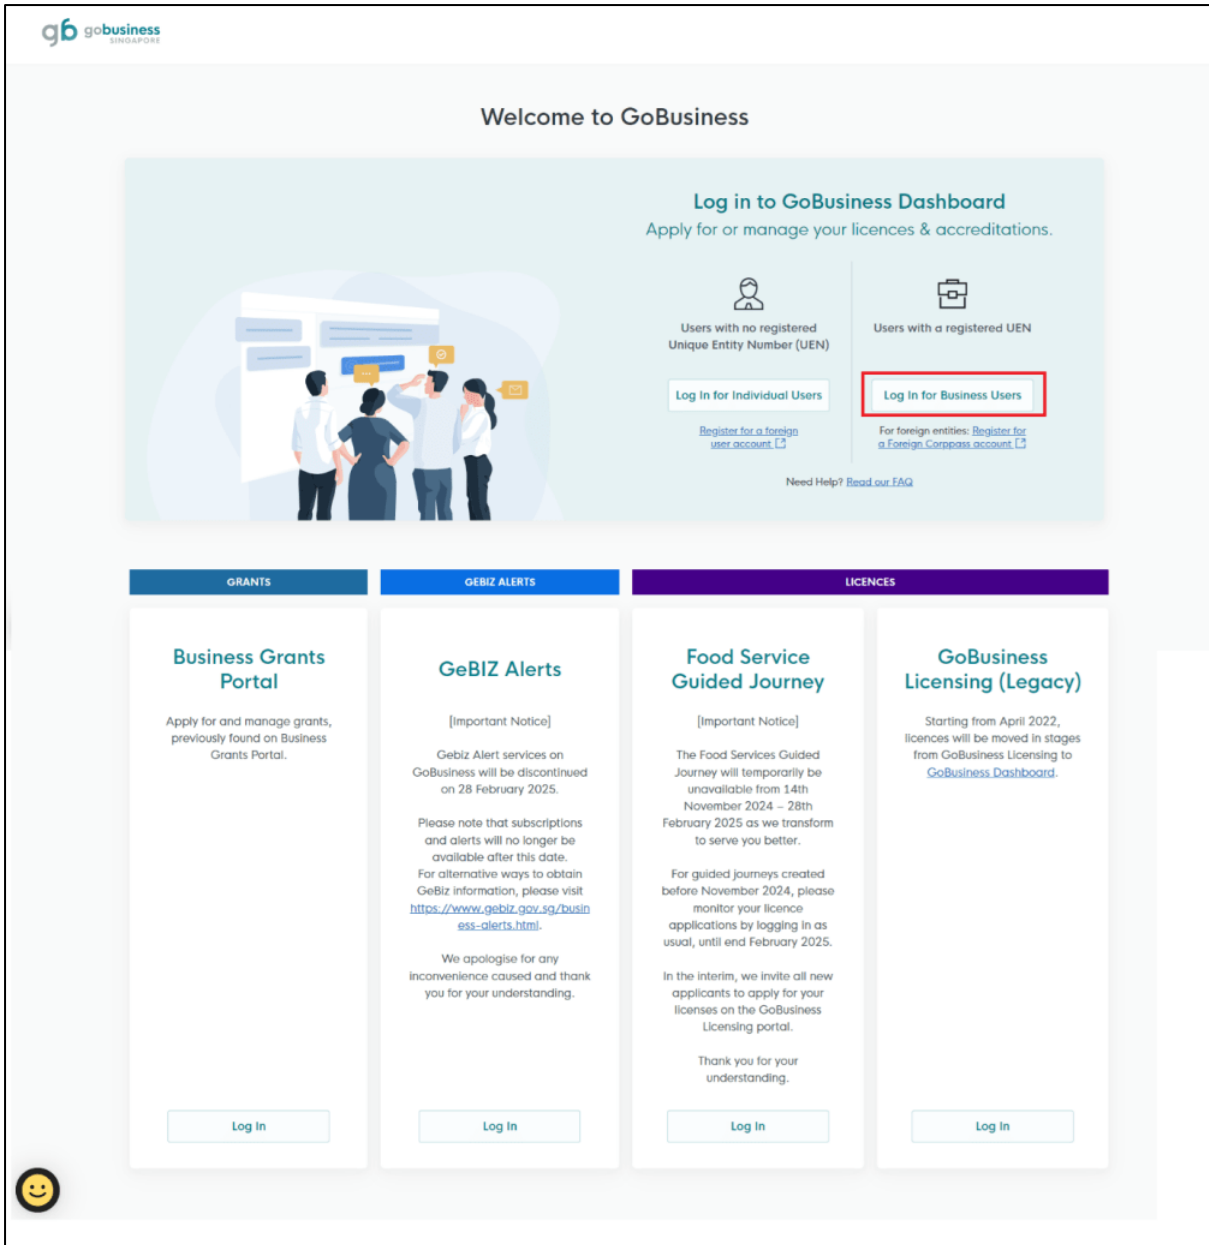 gb gobusiness
SINGAPORE
Welcome to GoBusiness
Log in to GoBusiness Dashboard
Apply for or manage your licences & accreditations.
Users with no registered
Unique Entity Number (UEN)
Log In for Individual Users
Register for a foreign
user account
Users with a registered UEN
Log In for Business Users
For foreign entities: Register for
a Foreign Corppass account
Need Help? Read our FAQ
GRANTS
Business Grants
Portal
Apply for and manage grants,
previously found on Business
Grants Portal.
Log In
GEBIZ ALERTS
GeBIZ Alerts
[Important Notice]
Gebiz Alert services on
GoBusiness will be discontinued
on 28 February 2025.
Please note that subscriptions
and alerts will no longer be
available after this date.
For alternative ways to obtain
GeBiz information, please visit
https://www.gebiz.gov.sg/busin
ess-alerts.html.
We apologise for any
inconvenience caused and thank
you for your understanding.
Log In
LICENCES
Food Service
Guided Journey
[Important Notice]
The Food Services Guided
Journey will temporarily be
unavailable from 14th
November 2024 – 28th
February 2025 as we transform
to serve you better.
For guided journeys created
before November 2024, please
monitor your licence
applications by logging in as
usual, until end February 2025.
In the interim, we invite all new
applicants to apply for your
licenses on the GoBusiness
Licensing portal.
Thank you for your
understanding.
Log In
GoBusiness
Licensing (Legacy)
Starting from April 2022,
licences will be moved in stages
from GoBusiness Licensing to
GoBusiness Dashboard.
Log In